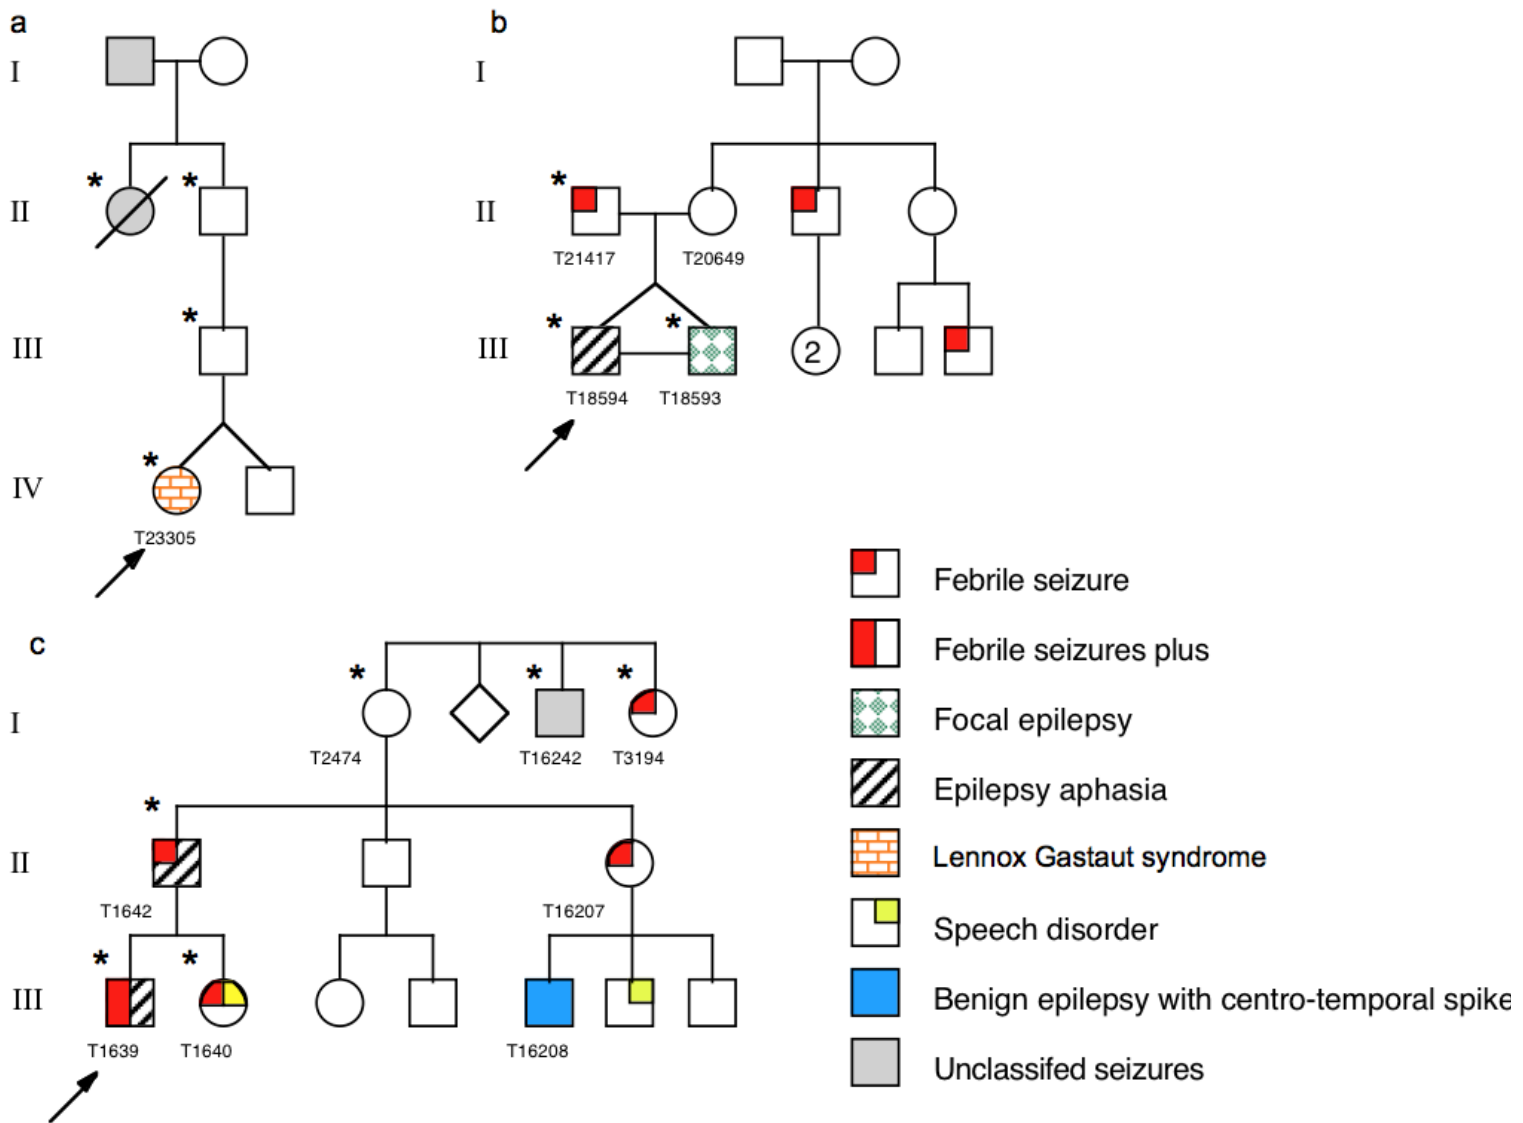 a
b
I
I
*
*
*
II
II
T21417
T20649
*
*
*
III
III
2
T18594
T18593
*
IV
T23305
Febrile seizure
Febrile seizures plus
Focal epilepsy
Epilepsy aphasia
Lennox Gastaut syndrome
Speech disorder
Benign epilepsy with centro-temporal spike
Unclassifed seizures
c
*
*
*
I
T2474
T16242
T3194
*
II
T1642
T16207
*
*
III
T1639
T1640
T16208